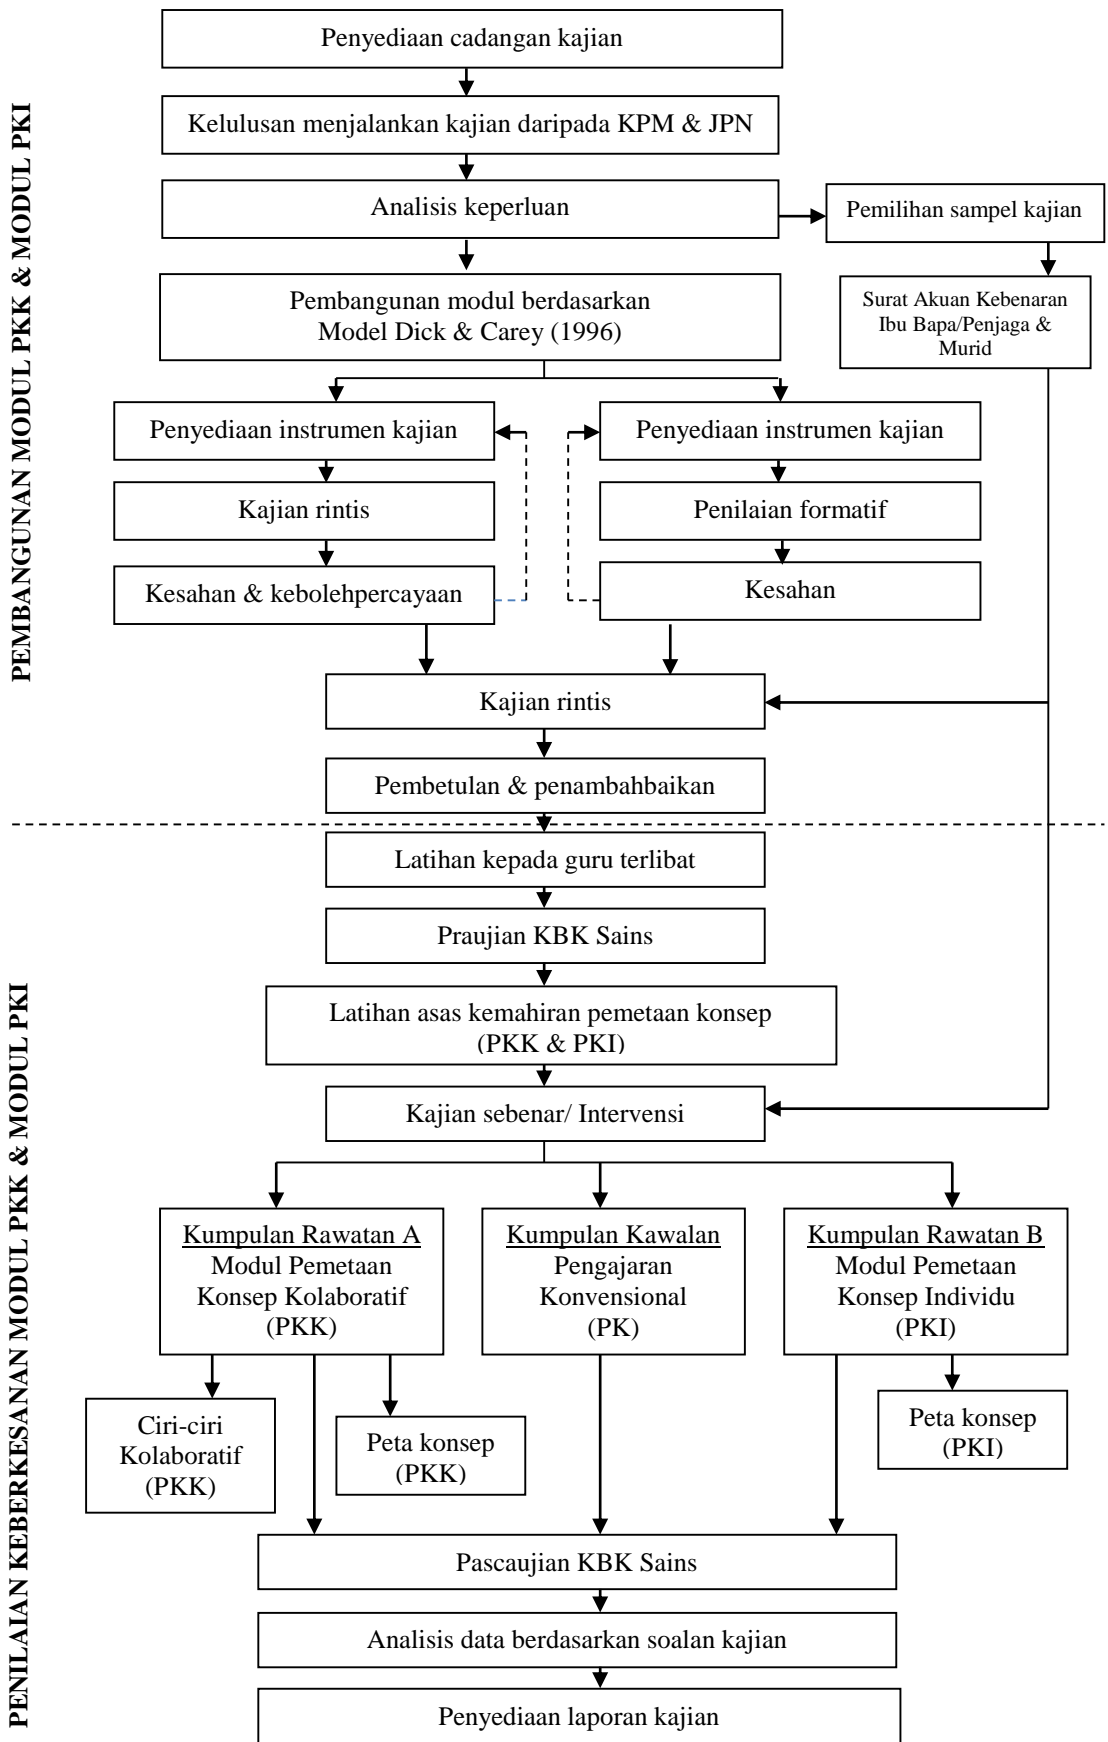 PEMBANGUNAN MODUL PKK & MODUL PKI
Penyediaan cadangan kajian
Kelulusan menjalankan kajian daripada KPM & JPN
Analisis keperluan
Pemilihan sampel kajian
Surat Akuan Kebenaran
Ibu Bapa/Penjaga &
Murid
Pembangunan modul berdasarkan
Model Dick & Carey (1996)
Penyediaan instrumen kajian
Penyediaan instrumen kajian
Kajian rintis
Penilaian formatif
Kesahan & kebolehpercayaan
Kesahan
Kajian rintis
Pembetulan & penambahbaikan
PENILAIAN KEBERKESANAN MODUL PKK & MODUL PKI
Latihan kepada guru terlibat
Praujian KBK Sains
Latihan asas kemahiran pemetaan konsep
(PKK & PKI)
Kajian sebenar/ Intervensi
Kumpulan Rawatan A
Modul Pemetaan
Konsep Kolaboratif
(PKK)
Kumpulan Kawalan
Pengajaran
Konvensional
(PK)
Kumpulan Rawatan B
Modul Pemetaan
Konsep Individu
(PKI)
Ciri-ciri
Kolaboratif
(PKK)
Peta konsep
(PKK)
Peta konsep
(PKI)
Pascaujian KBK Sains
Analisis data berdasarkan soalan kajian
Penyediaan laporan kajian